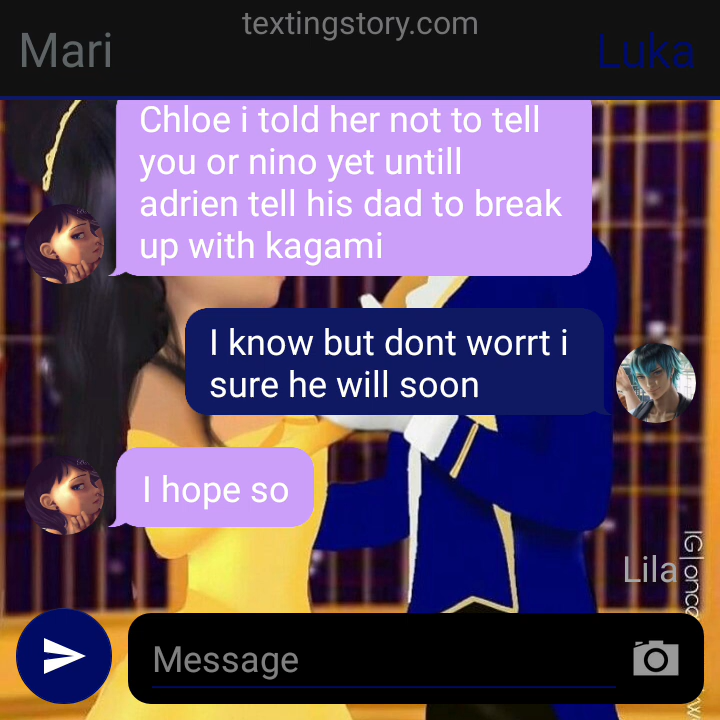 textingstory.com
Mari
Luka
Chloe i told her not to tell
you or nino yet untill
adrien tell his dad to break
up with kagami
I know but dont worrt i
sure he will soon
I hope so
Lila
Message